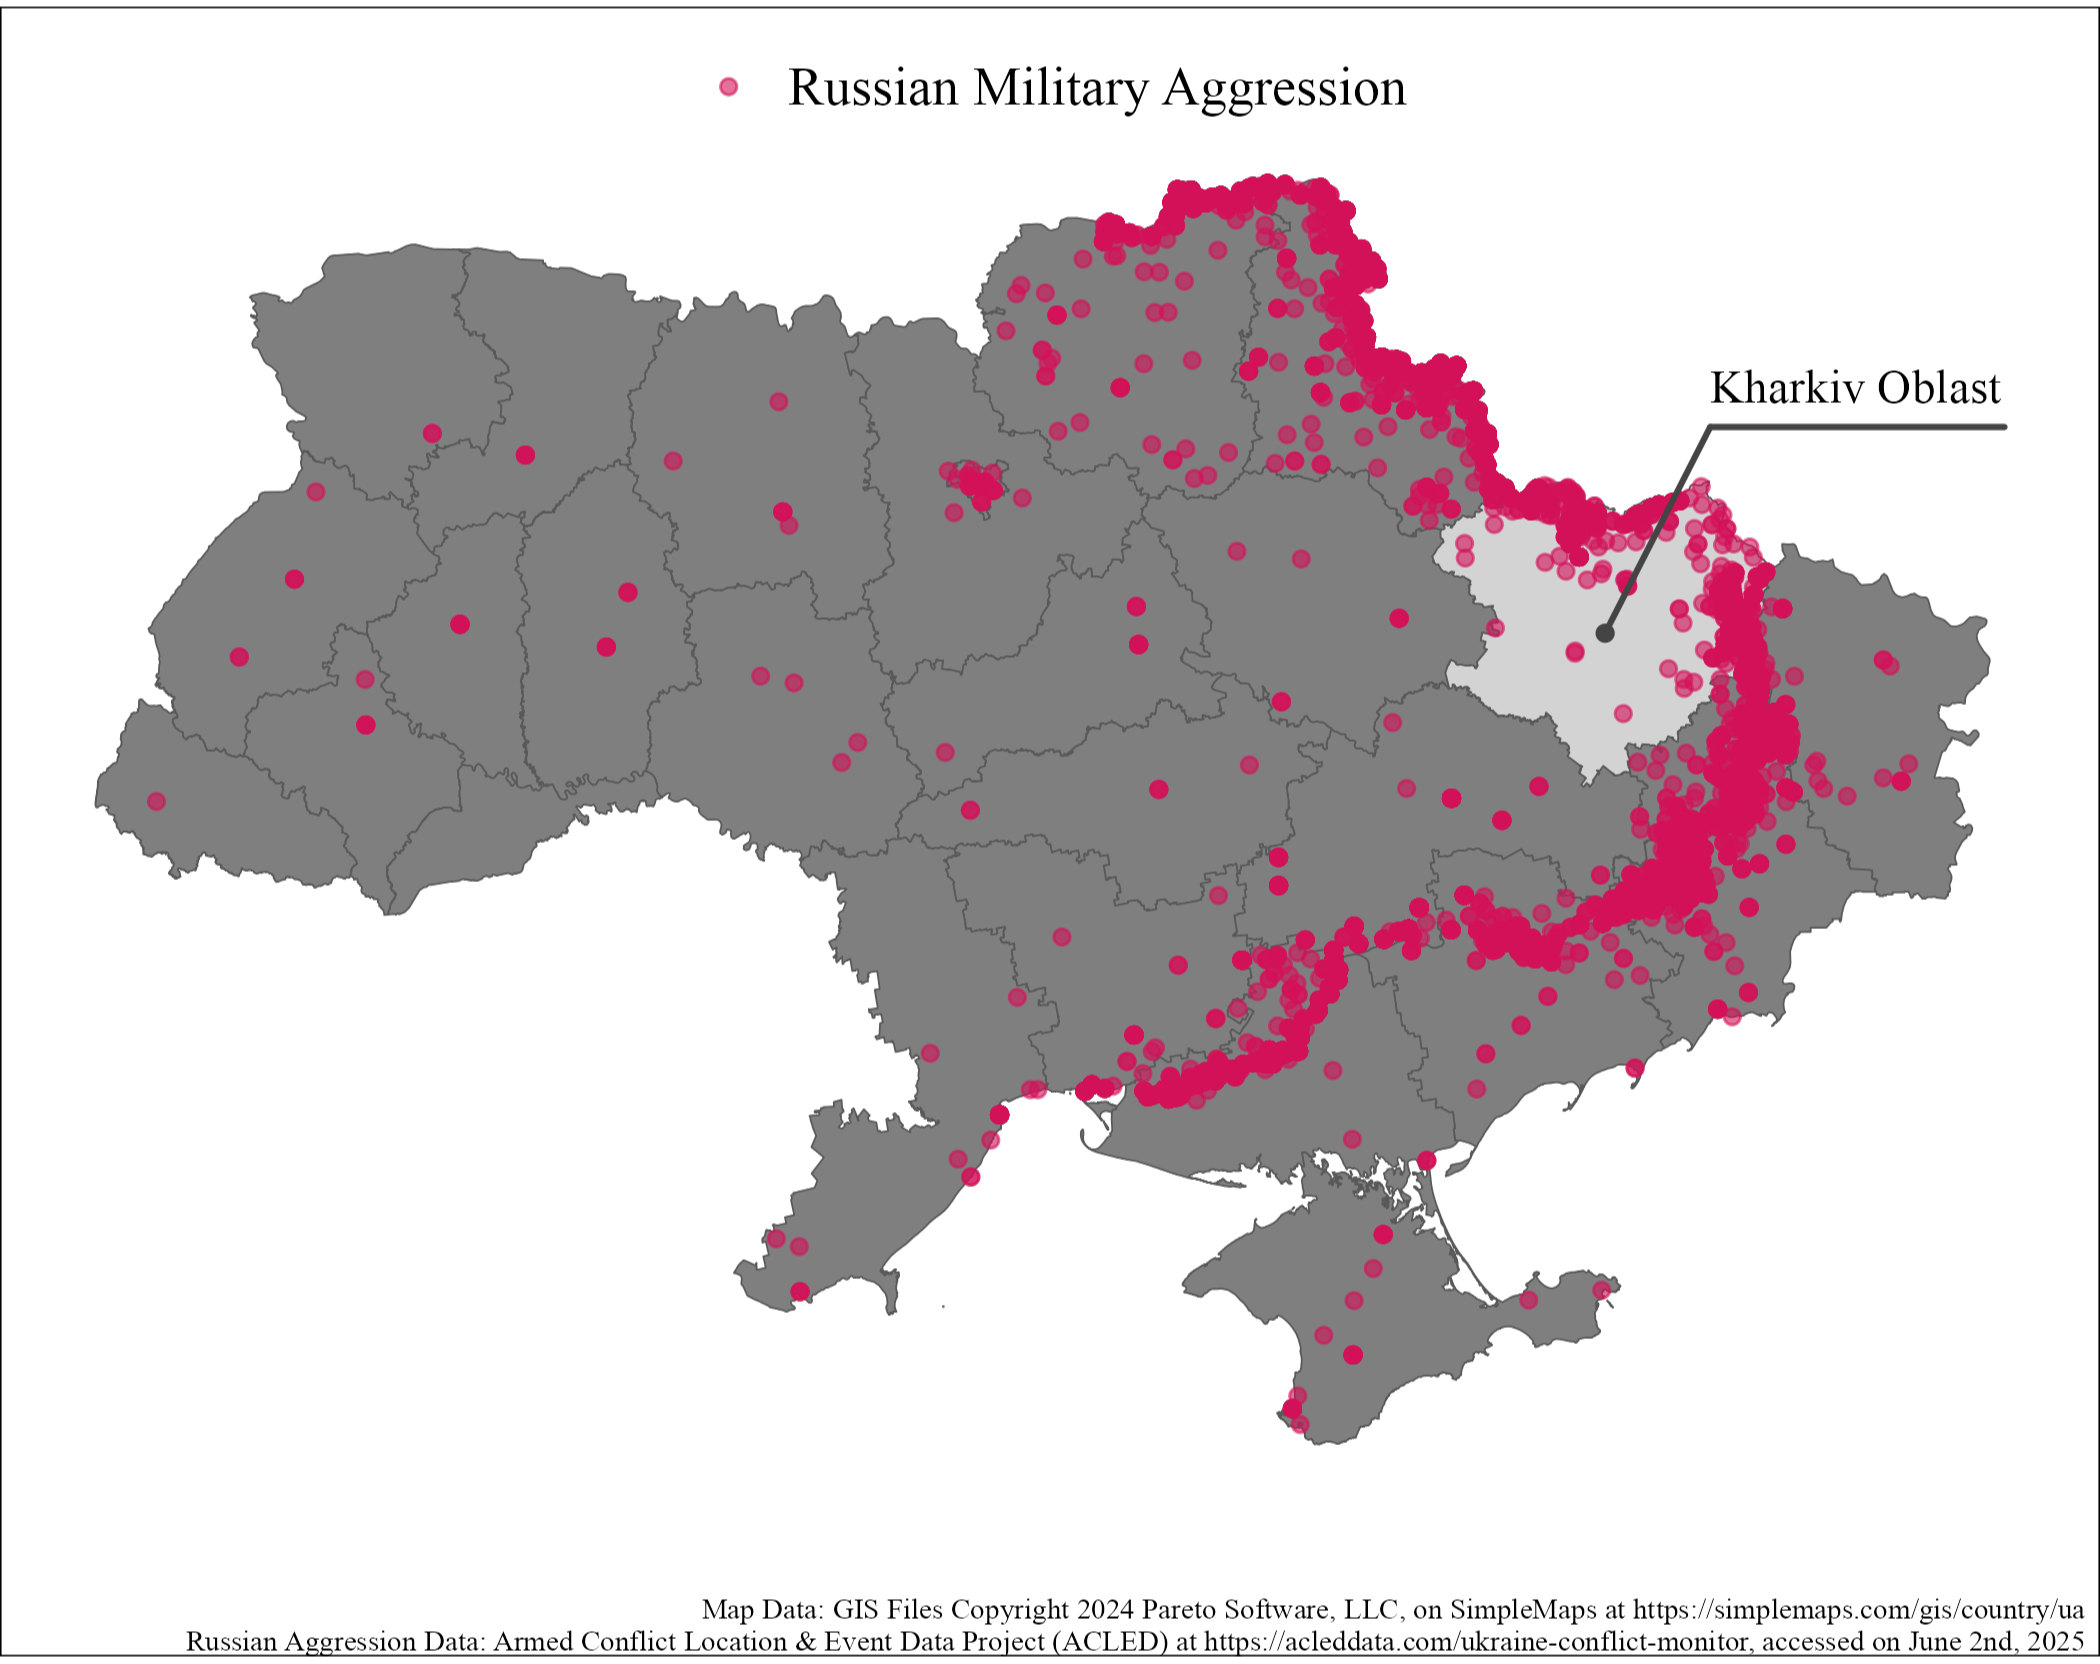 Russian Military Aggression
Kharkiv Oblast
Map Data: GIS Files Copyright 2024 Pareto Software, LLC, on SimpleMaps at https://simplemaps.com/gis/country/ua
Russian Aggression Data: Armed Conflict Location & Event Data Project (ACLED) at https://acleddata.com/ukraine-conflict-monitor, accessed on June 2nd, 2025